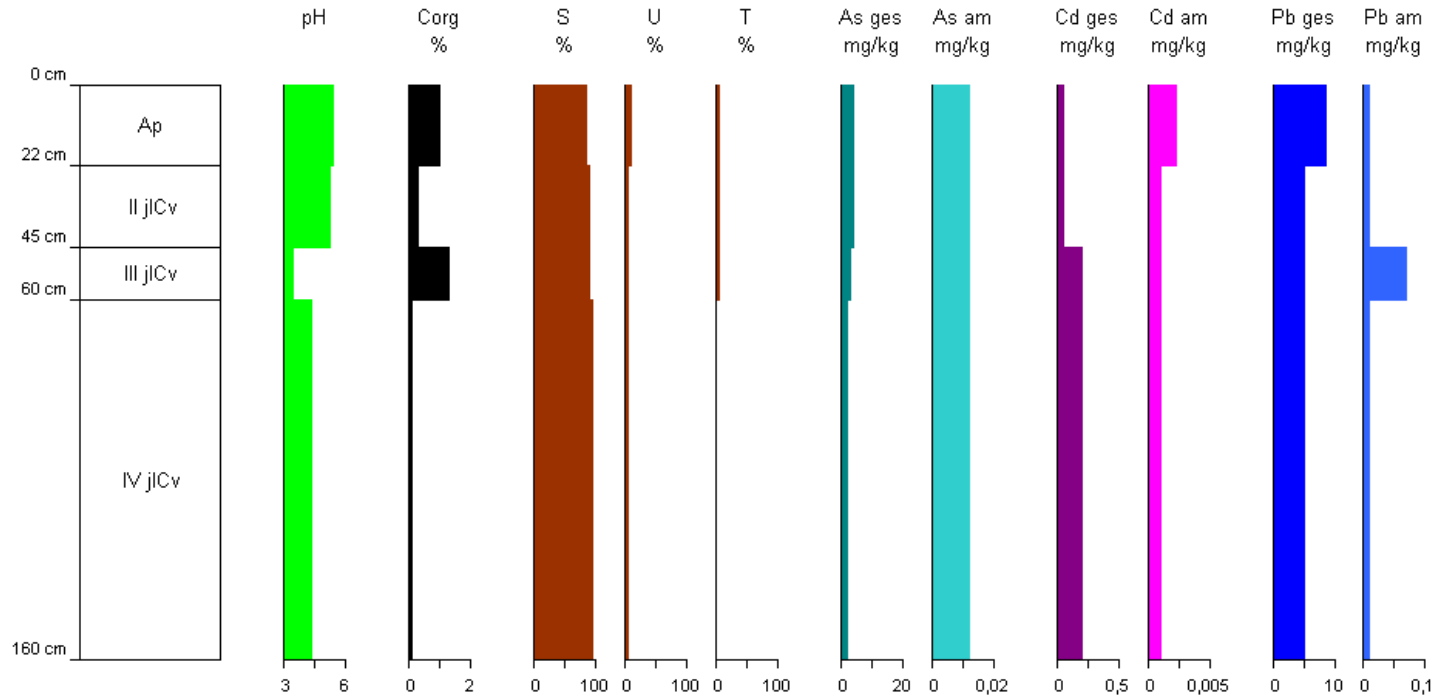 pH Corg S U T As ges As am Cd ges Cd am Pb ges Pb am
% % % % mg/kg mg/kg mg/kg mg/kg mg/kg mg/kg
0 cm
Ap
22 cm
II jlCv
45 cm
III jlCv
60 cm
IV jlCv
160 cm
3 6 0 2 0 100 0 100 0 100 0 20 0 0,02 0 0,5 0 0,005 0 10 0 0,1